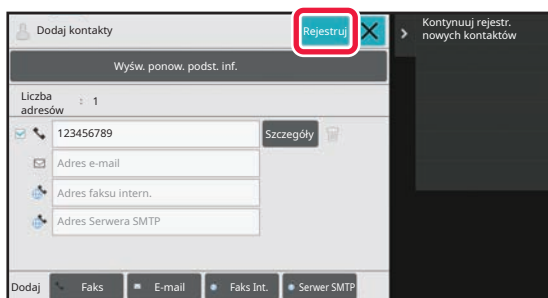 Dodaj kontakty
Rejestruj
Kontynuuj rejestr.
nowych kontaktów
Wyśw. ponow. podst. inf.
Liczba
adresów : 1
123456789
Szczegóły
Adres e-mail
Adres faksu intern.
Adres Serwera SMTP
Dodaj
Faks
E-mail
Faks Int.
Serwer SMTP